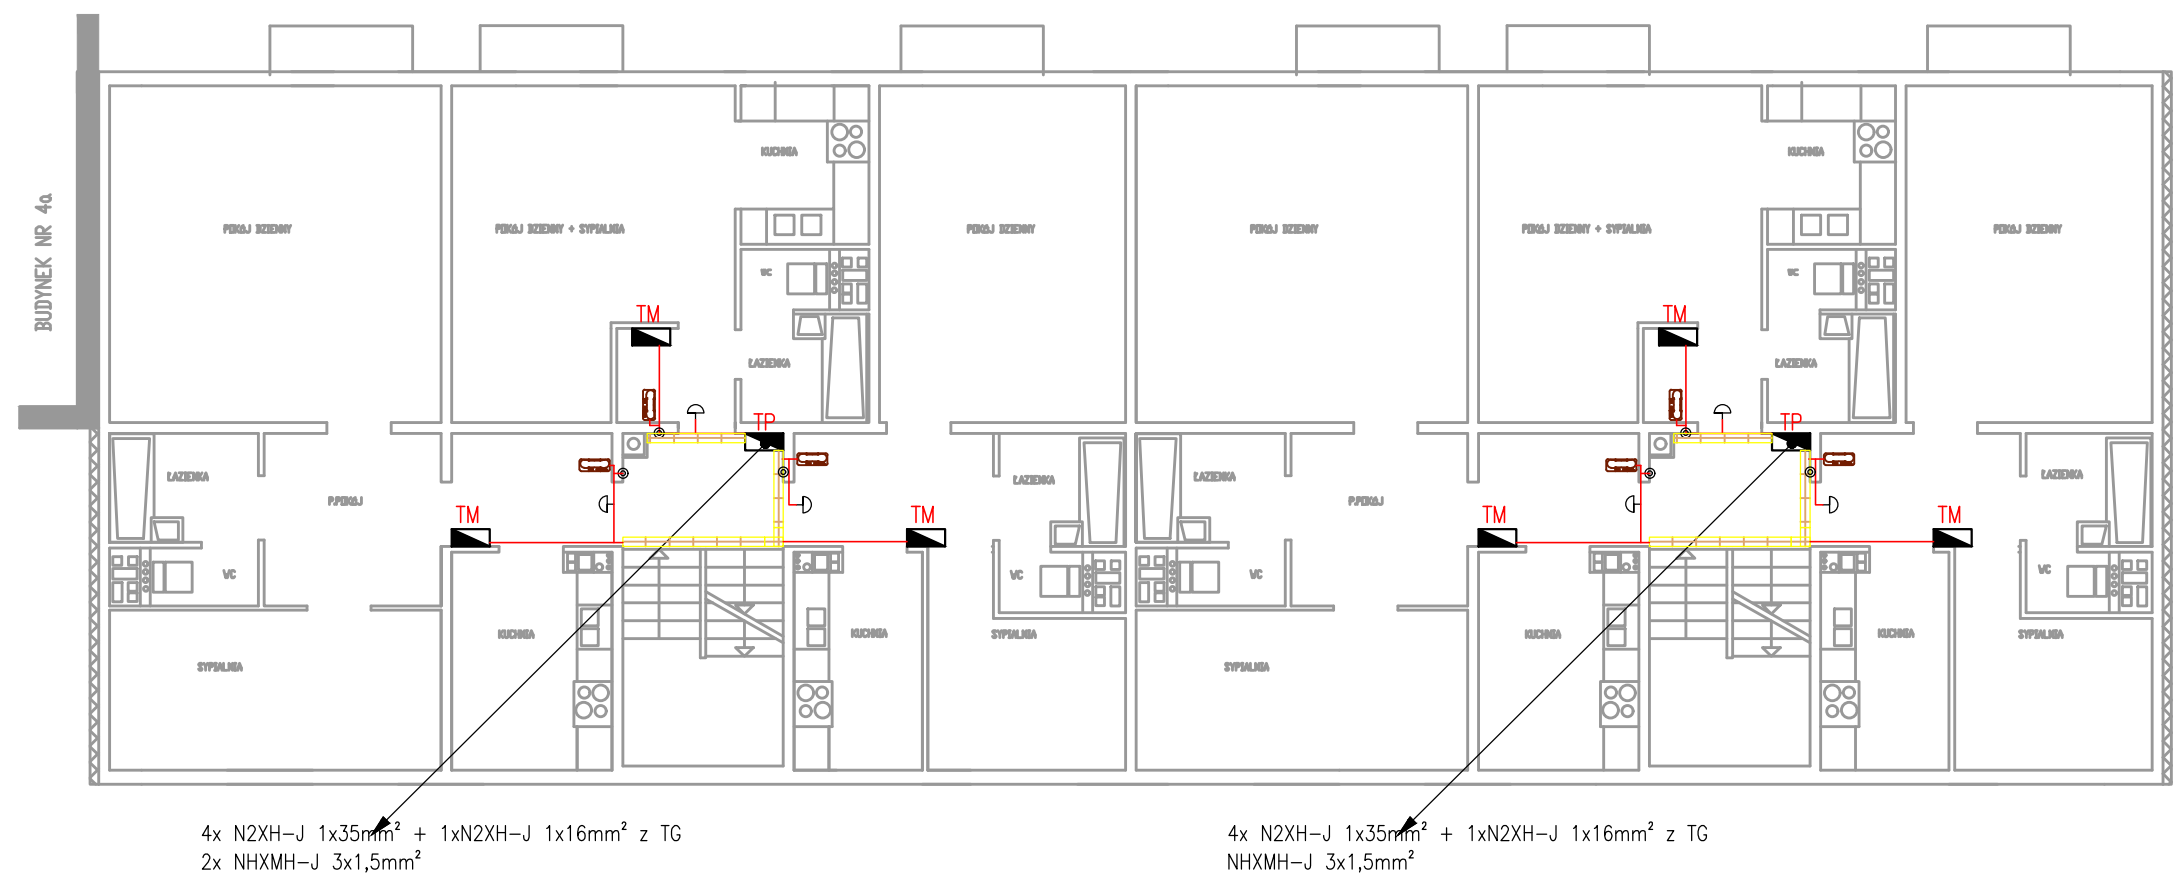 BUDYNEK NR 4a
KUCHNIA
KUCHNIA
POKÓJ DZIENNY
POKÓJ DZIENNY + SYPIALNIA
POKÓJ DZIENNY
POKÓJ DZIENNY
POKÓJ DZIENNY + SYPIALNIA
POKÓJ DZIENNY
WC
WC
TM
TM
ŁAZIENKA
ŁAZIENKA
TP
TP
ŁAZIENKA
ŁAZIENKA
ŁAZIENKA
ŁAZIENKA
P.POKÓJ
P.POKÓJ
TM
TM
TM
TM
WC
WC
WC
WC
KUCHNIA
KUCHNIA
SYPIALNIA
KUCHNIA
KUCHNIA
SYPIALNIA
SYPIALNIA
SYPIALNIA
4x N2XH-J 1x35mm² + 1xN2XH-J 1x16mm² z TG
2x NHXMH-J 3x1,5mm²
4x N2XH-J 1x35mm² + 1xN2XH-J 1x16mm² z TG
NHXMH-J 3x1,5mm²